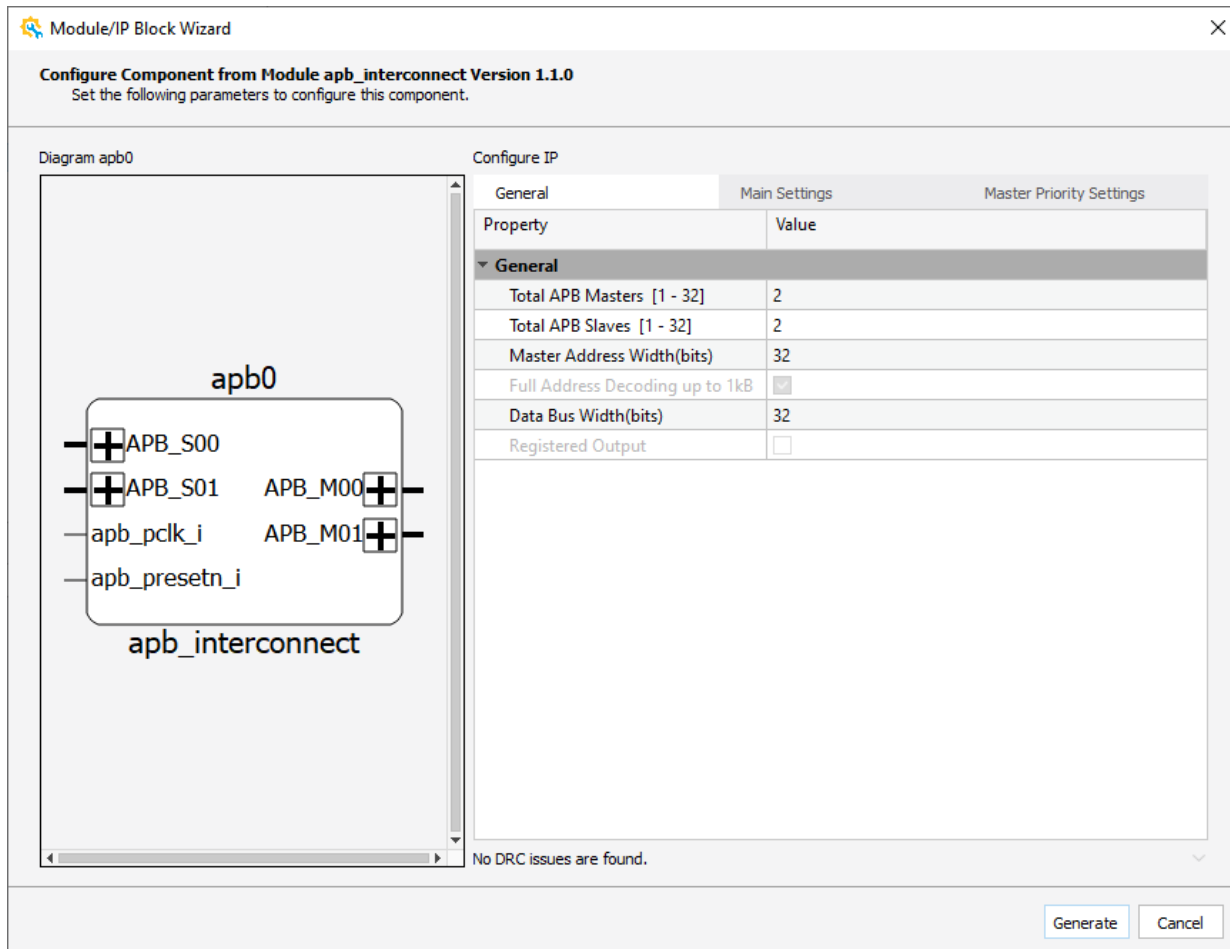 Module/IP Block Wizard
Configure Component from Module apb_interconnect Version 1.1.0
Set the following parameters to configure this component.
Diagram apb0
apb0
APB_S00
APB_S01 APB_M00
apb_pclk_i APB_M01
apb_presetn_i
apb_interconnect
Configure IP
General Main Settings Master Priority Settings
Property Value
General
Total APB Masters [1 - 32] 2
Total APB Slaves [1 - 32] 2
Master Address Width(bits) 32
Full Address Decoding up to 1kB
Data Bus Width(bits) 32
Registered Output
No DRC issues are found.
Generate Cancel